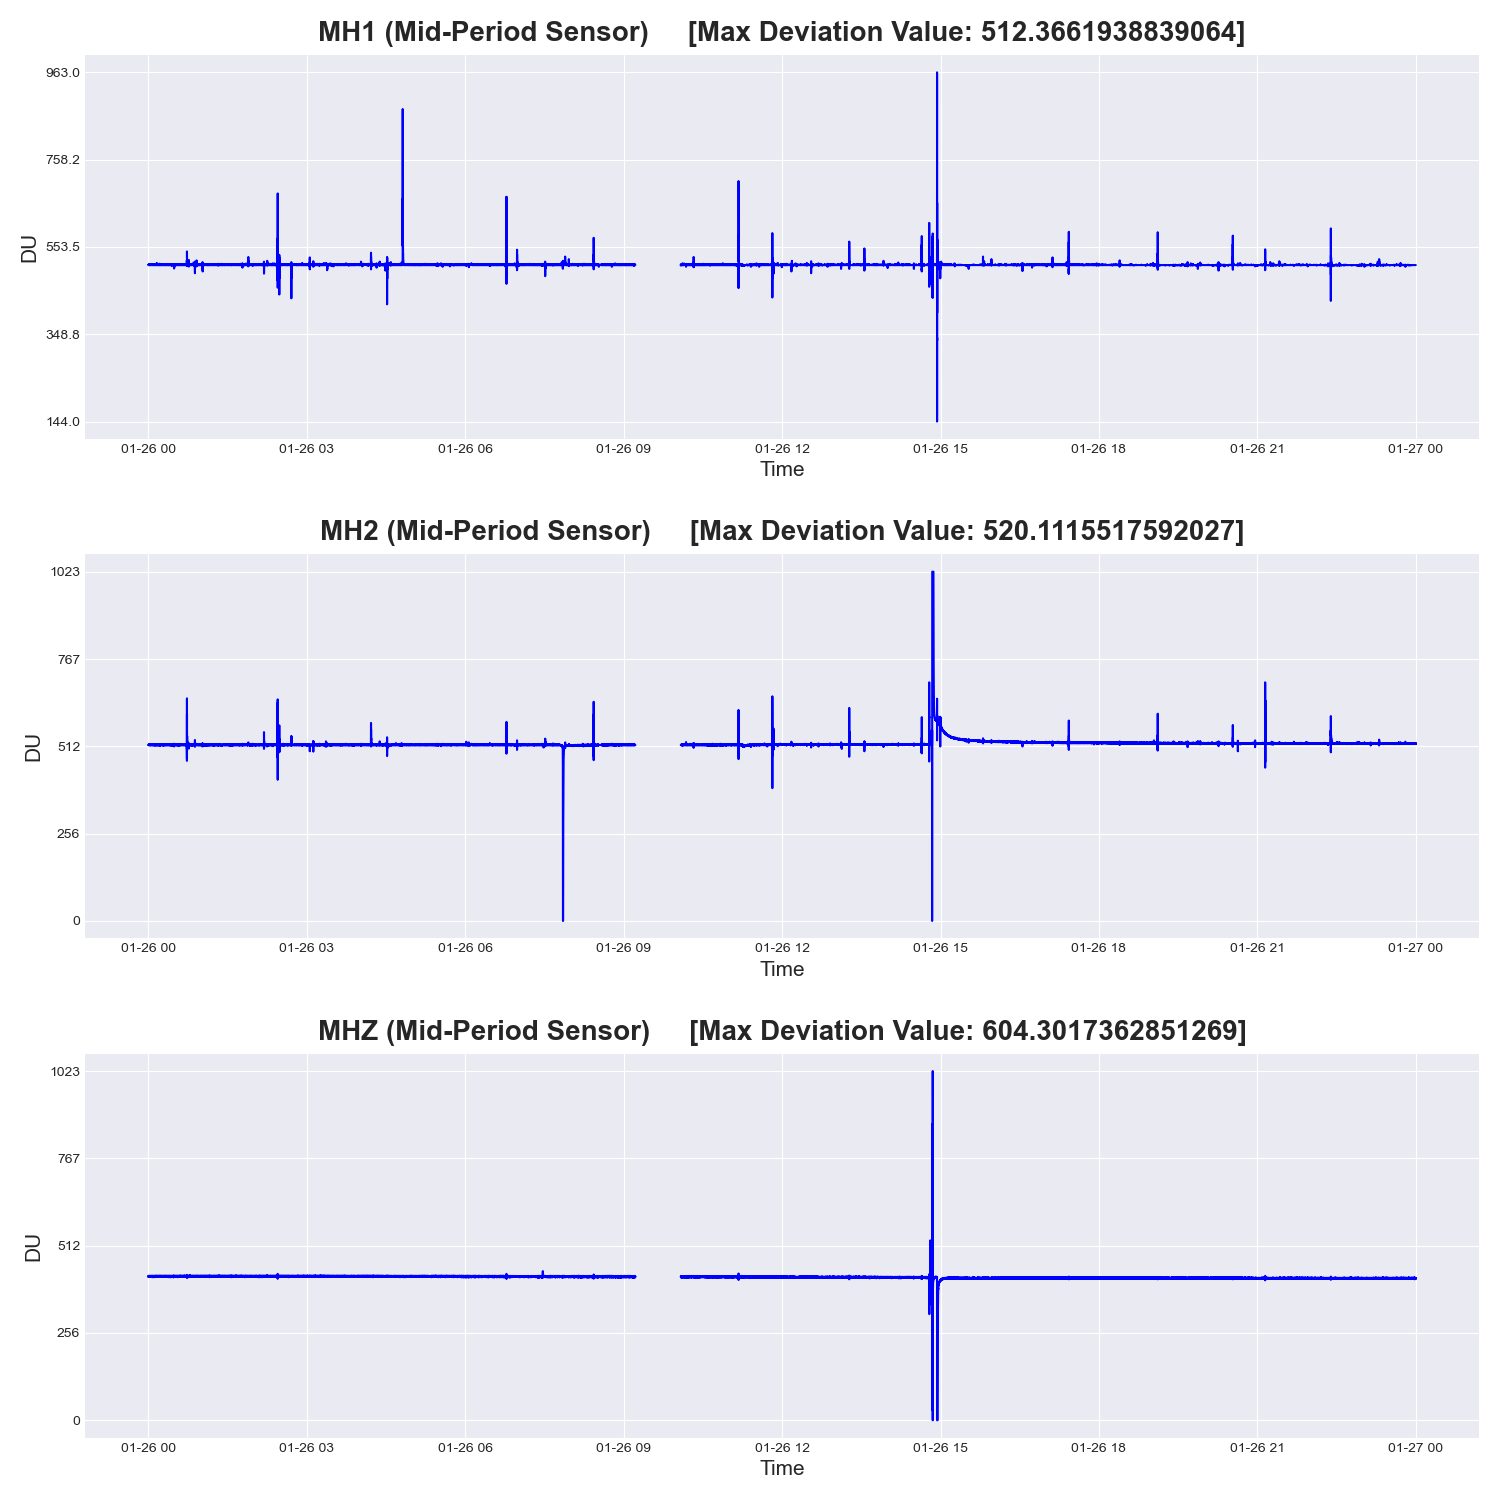 MH1 (Mid-Period Sensor) [Max Deviation Value: 512.3661938839064]
963.0
758.2
553.5
348.8
144.0
DU
01-26 00 01-26 03 01-26 06 01-26 09 01-26 12 01-26 15 01-26 18 01-26 21 01-27 00
Time
MH2 (Mid-Period Sensor) [Max Deviation Value: 520.1115517592027]
1023
767
512
256
0
DU
01-26 00 01-26 03 01-26 06 01-26 09 01-26 12 01-26 15 01-26 18 01-26 21 01-27 00
Time
MHZ (Mid-Period Sensor) [Max Deviation Value: 604.3017362851269]
1023
767
512
256
0
DU
01-26 00 01-26 03 01-26 06 01-26 09 01-26 12 01-26 15 01-26 18 01-26 21 01-27 00
Time